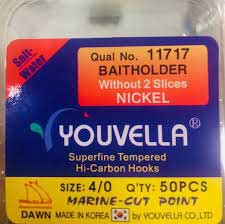 Salt-
Water
Qual No. 11717
BAITHOLDER
Without 2 Slices
NICKEL
YOUVELLA®
Superfine Tempered
Hi-Carbon Hooks
SIZE: 4/0 Q'TY: 50PCS
MARINE-CUT POINT
DAWN MADE IN KOREA by YOUVELLA CO.,LTD